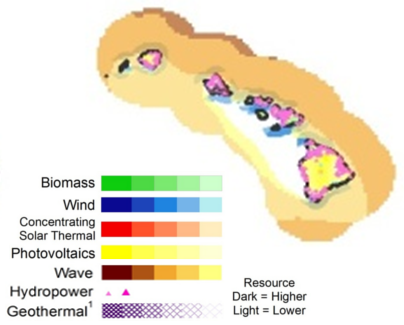 Biomass
Wind
Concentrating
Solar Thermal
Photovoltaics
Wave
Hydropower
Geothermal1
Resource
Dark = Higher
Light = Lower